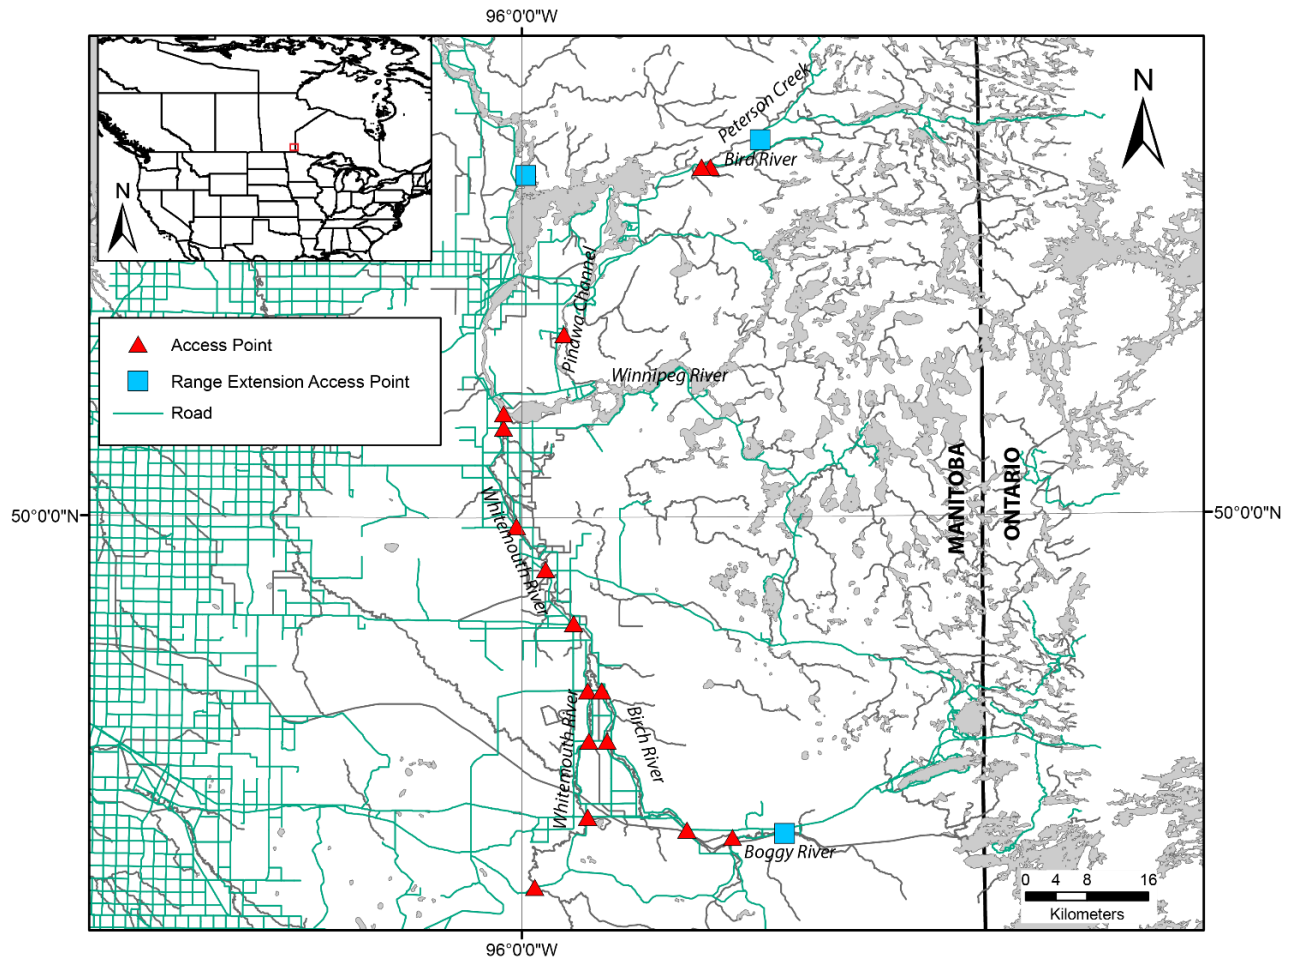 96°0'0"W
N
N
Peterson Creek
Bird River
Pinawa Channel
Access Point
Range Extension Access Point
Road
Winnipeg River
50°0'0"N
50°0'0"N
MANITOBA
ONTARIO
Whitemouth River
Whitemouth River
Birch River
Boggy River
0 4 8 16
Kilometers
96°0'0"W